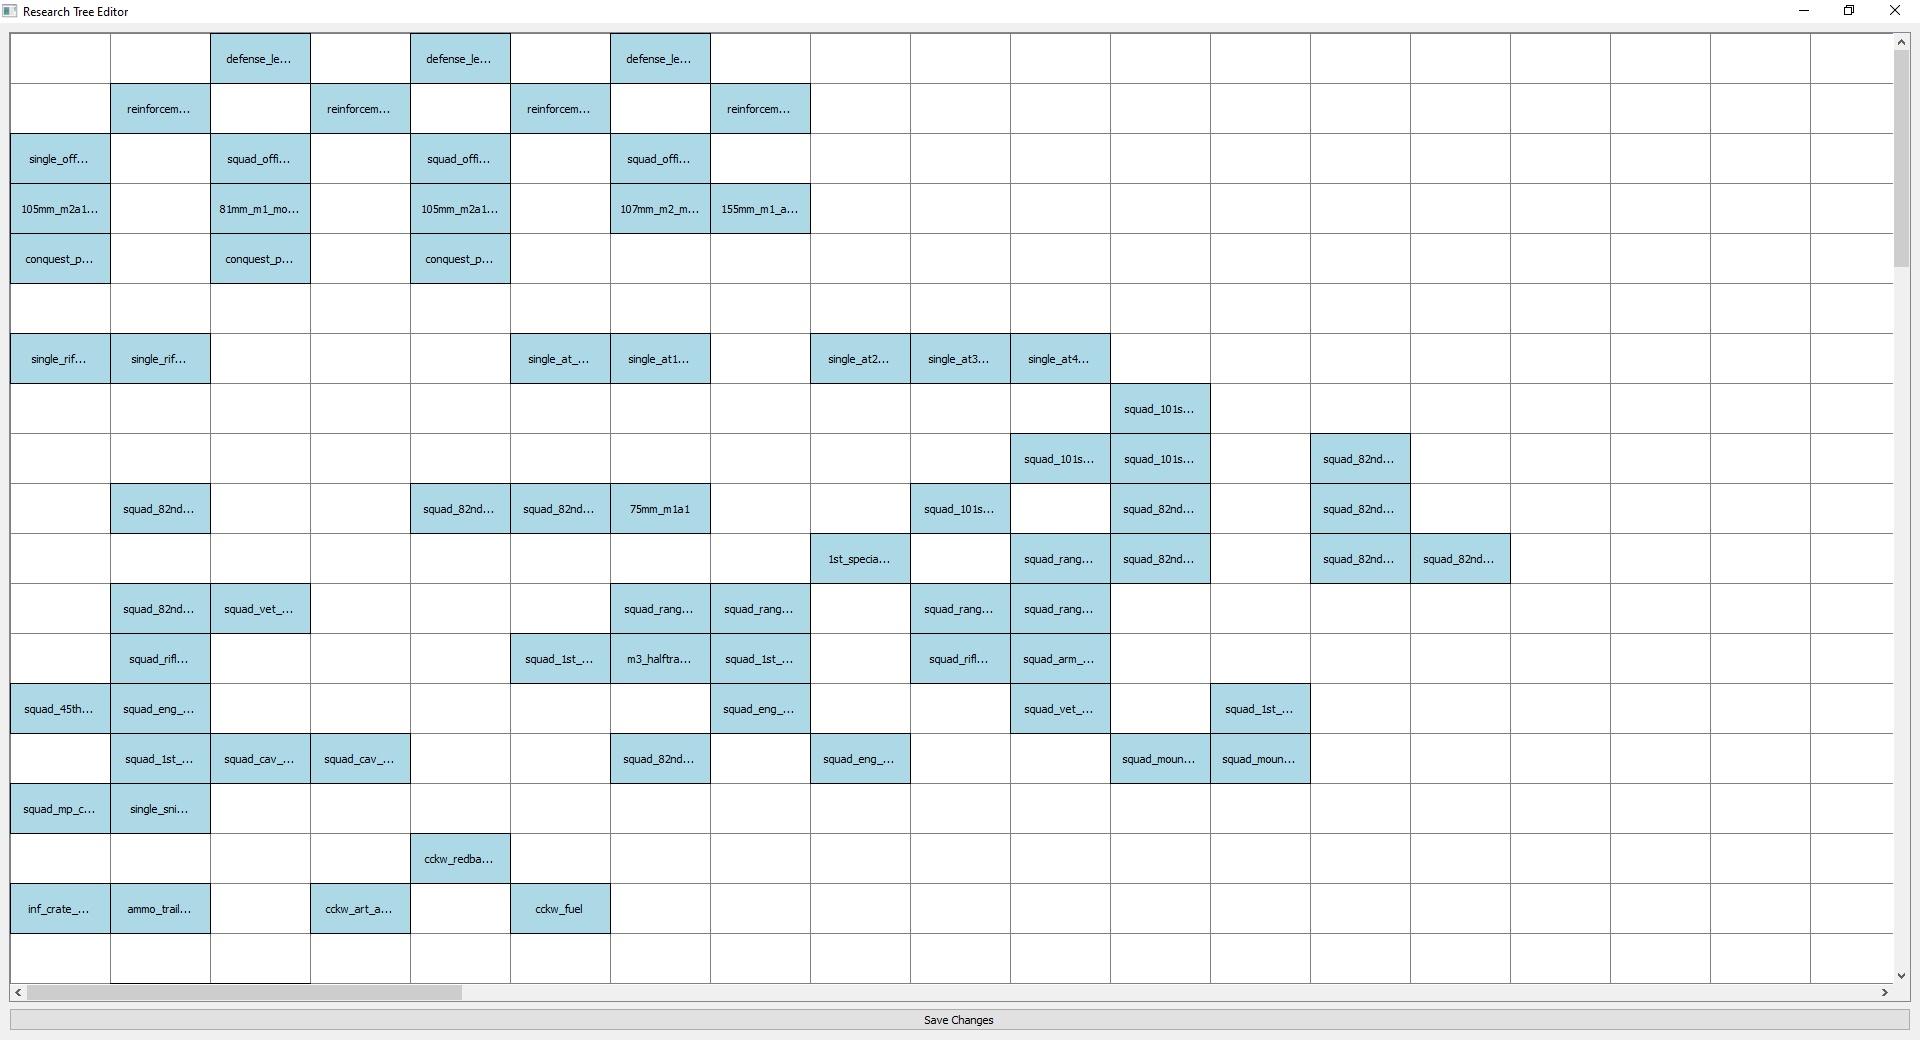 Research Tree Editor
defense_le... defense_le... defense_le...
reinforcem... reinforcem... reinforcem... reinforcem...
single_off... squad_offi... squad_offi... squad_offi...
105mm_m2a1... 81mm_m1_mo... 105mm_m2a1... 107mm_m2_m... 155mm_m1_a...
conquest_p... conquest_p... conquest_p...
single_rif... single_rif... single_at_... single_at1... single_at2... single_at3... single_at4...
squad_101s...
squad_101s... squad_101s... squad_82nd...
squad_82nd... squad_82nd... squad_82nd... 75mm_m1a1 squad_101s... squad_82nd... squad_82nd...
1st_specia... squad_rang... squad_82nd... squad_82nd... squad_82nd...
squad_82nd... squad_vet_... squad_rang... squad_rang... squad_rang... squad_rang...
squad_rifl... squad_1st_... m3_halftra... squad_1st_... squad_rifl... squad_arm_...
squad_45th... squad_eng_... squad_eng_... squad_vet_... squad_1st_...
squad_1st_... squad_cav_... squad_cav_... squad_82nd... squad_eng_... squad_moun... squad_moun...
squad_mp_c... single_sni...
cckw_redba...
inf_crate_... ammo_trail... cckw_art_a... cckw_fuel
Save Changes